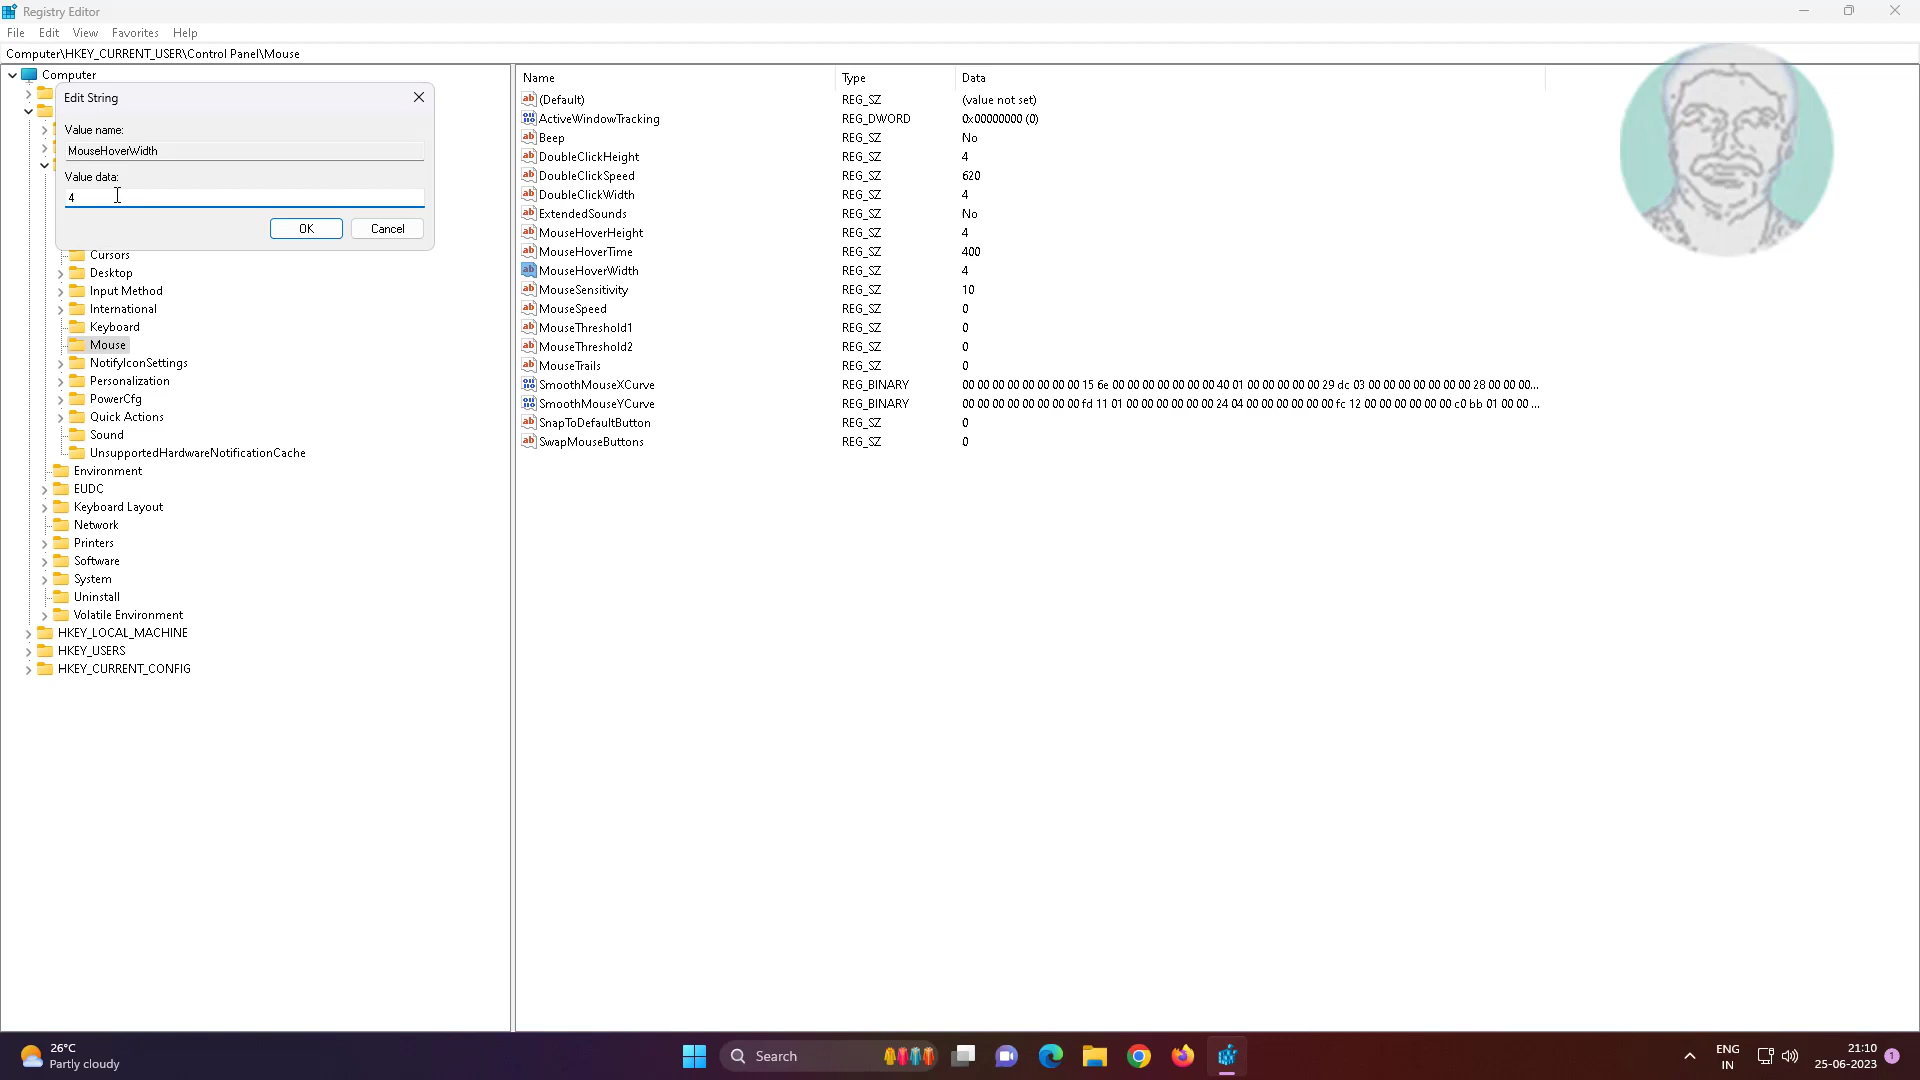 Registry Editor
File Edit View Favorites Help
Computer\HKEY_CURRENT_USER\Control Panel\Mouse
Computer
Edit String
Value name:
MouseHoverWidth
Value data:
4
OK Cancel
Cursors
Desktop
Input Method
International
Keyboard
Mouse
NotifyIconSettings
Personalization
PowerCfg
Quick Actions
Sound
UnsupportedHardwareNotificationCache
Environment
EUDC
Keyboard Layout
Network
Printers
Software
System
Uninstall
Volatile Environment
HKEY_LOCAL_MACHINE
HKEY_USERS
HKEY_CURRENT_CONFIG
Name Type Data
(Default) REG_SZ (value not set)
ActiveWindowTracking REG_DWORD 0x00000000 (0)
Beep REG_SZ No
DoubleClickHeight REG_SZ 4
DoubleClickSpeed REG_SZ 620
DoubleClickWidth REG_SZ 4
ExtendedSounds REG_SZ No
MouseHoverHeight REG_SZ 4
MouseHoverTime REG_SZ 400
MouseHoverWidth REG_SZ 4
MouseSensitivity REG_SZ 10
MouseSpeed REG_SZ 0
MouseThreshold1 REG_SZ 0
MouseThreshold2 REG_SZ 0
MouseTrails REG_SZ 0
SmoothMouseXCurve REG_BINARY 00 00 00 00 00 00 00 00 15 6e 00 00 00 00 00 00 00 40 01 00 00 00 00 00 29 dc 03 00 00 00 00 00 00 00 28 00 00 00...
SmoothMouseYCurve REG_BINARY 00 00 00 00 00 00 00 00 fd 11 01 00 00 00 00 00 00 24 04 00 00 00 00 00 00 fc 12 00 00 00 00 00 00 c0 bb 01 00 00 ...
SnapToDefaultButton REG_SZ 0
SwapMouseButtons REG_SZ 0
26°C
Partly cloudy
Search
ENG
IN
21:10
25-06-2023
1